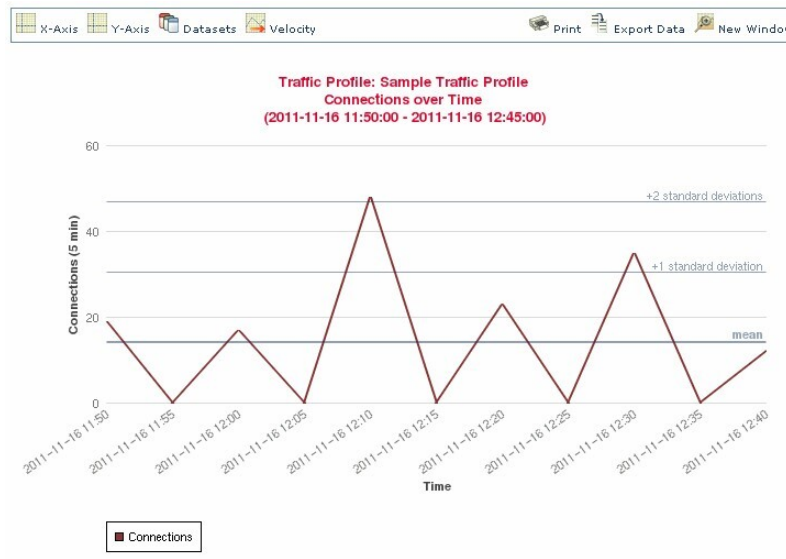 X-Axis Y-Axis Datasets Velocity Print Export Data New Windo
Traffic Profile: Sample Traffic Profile
Connections over Time
(2011-11-16 11:50:00 - 2011-11-16 12:45:00)
Connections (5 min)
60
40
20
0
+2 standard deviations
+1 standard deviation
mean
2011-11-16 11:50
2011-11-16 11:55
2011-11-16 12:00
2011-11-16 12:05
2011-11-16 12:10
2011-11-16 12:15
2011-11-16 12:20
2011-11-16 12:25
2011-11-16 12:30
2011-11-16 12:35
2011-11-16 12:40
Time
Connections